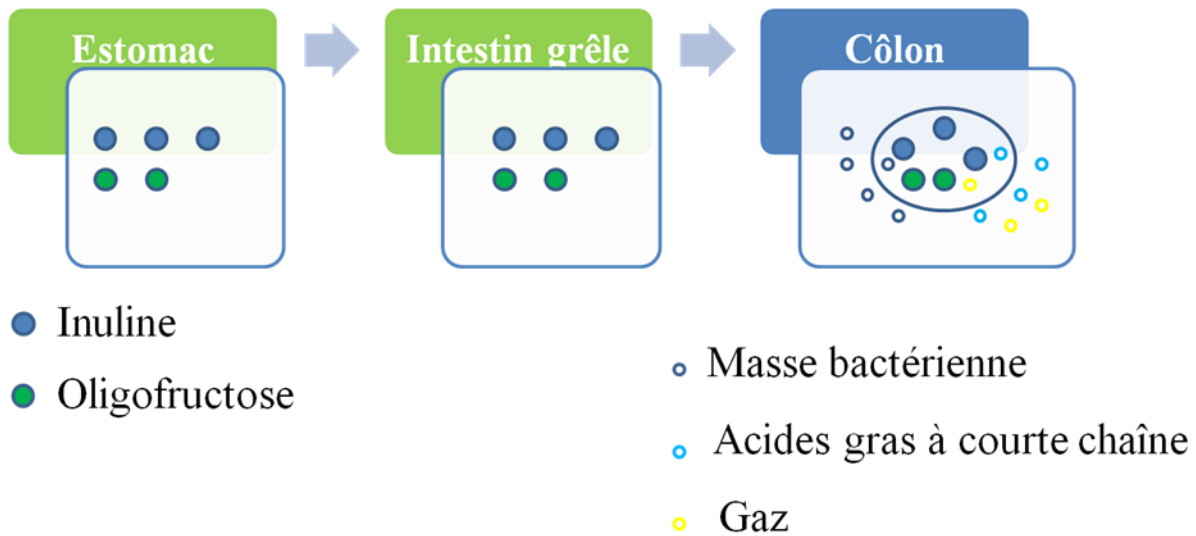 Estomac
Intestin grêle
Côlon
Inuline
Oligofructose
Masse bactérienne
Acides gras à courte chaîne
Gaz